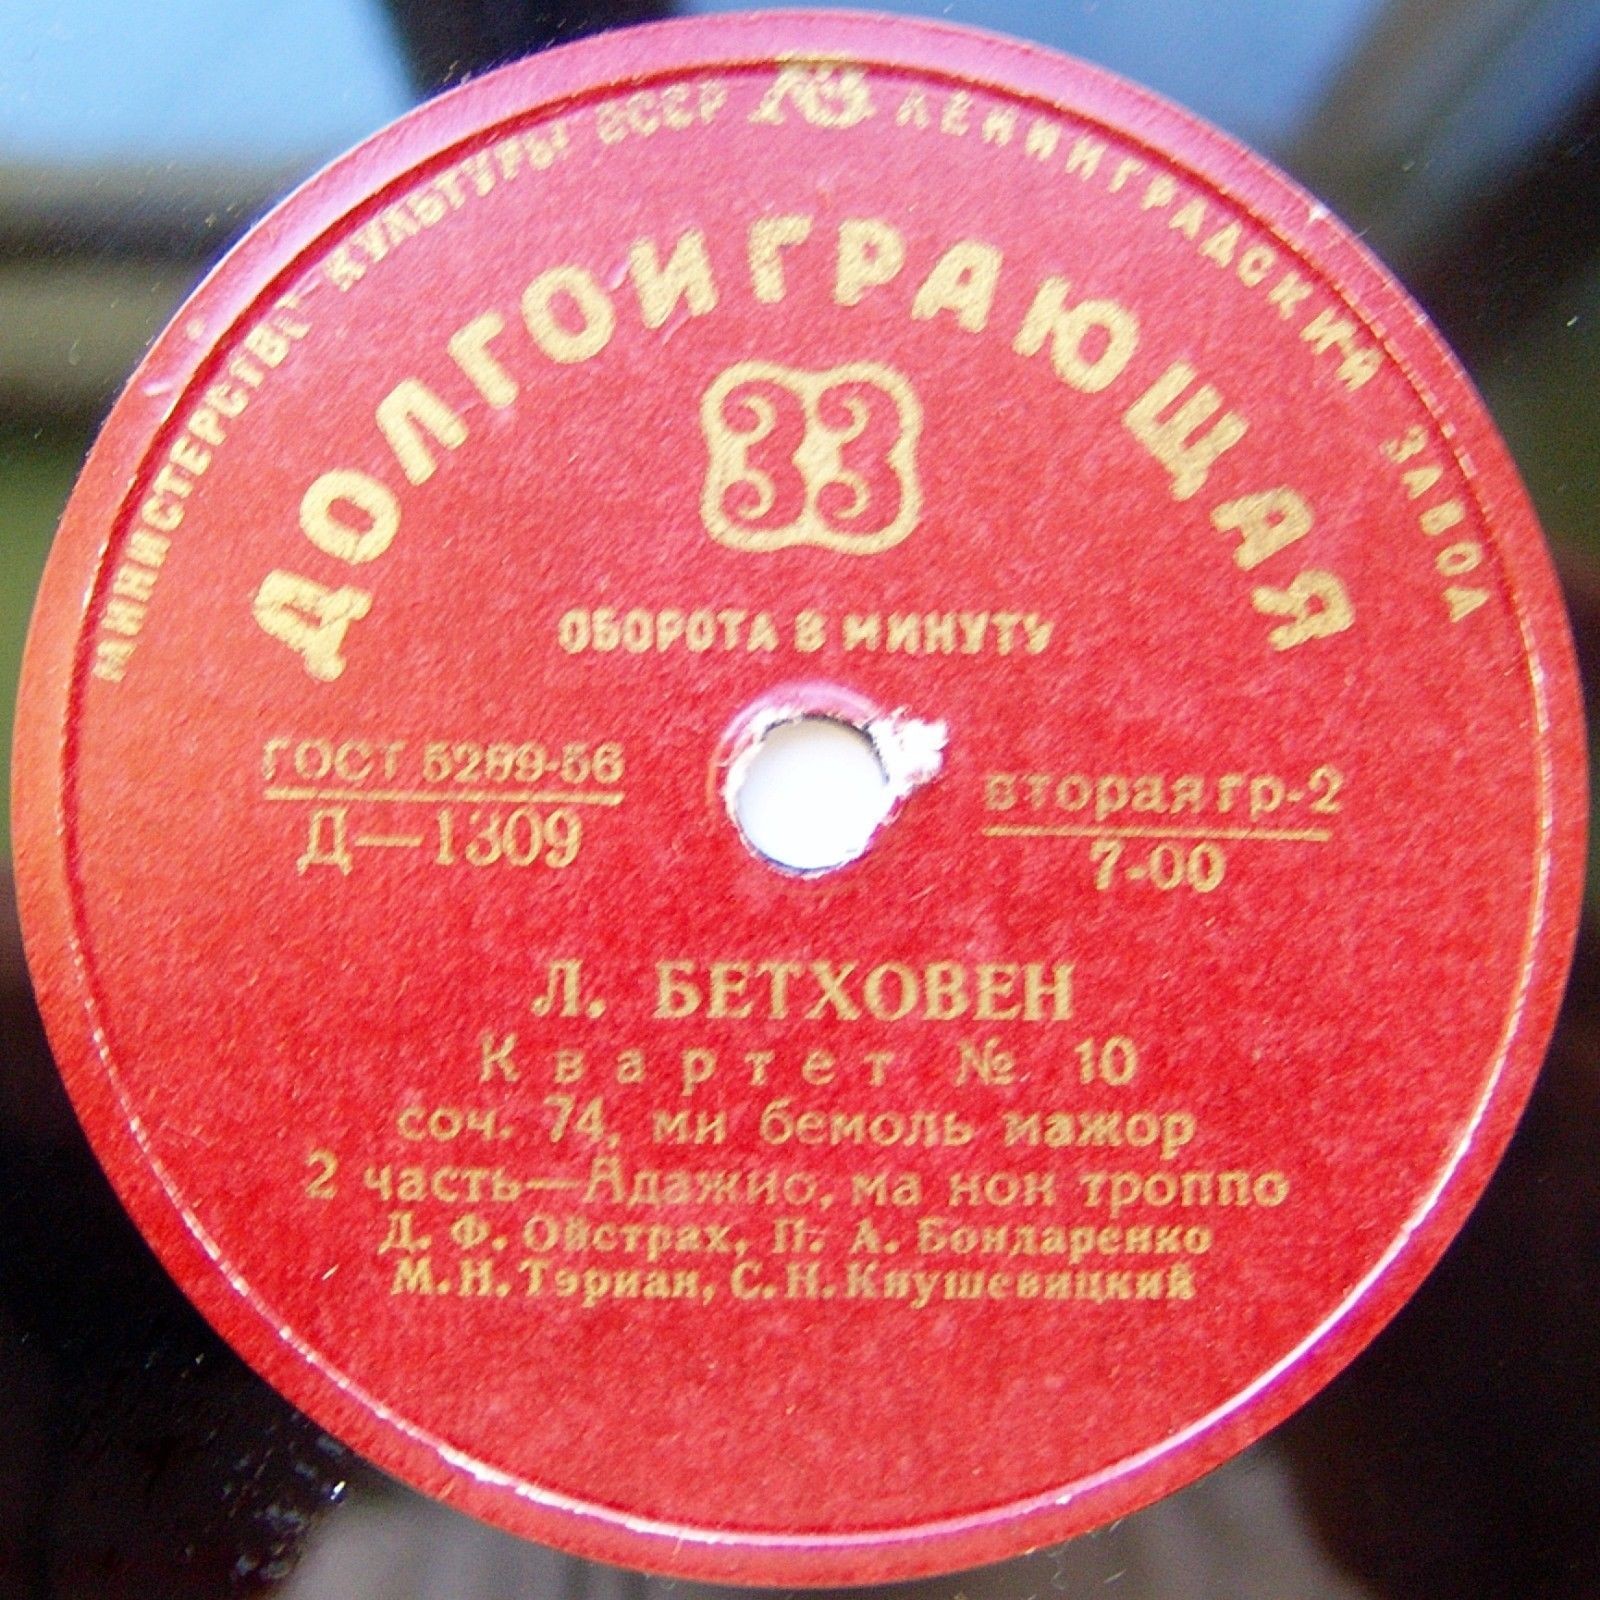 МИНИСТЕРСТВО КУЛЬТУРЫ СССР ЛЕНИНГРАДСКИЙ ЗАВОД
ДОЛГОИГРАЮЩАЯ
33
ОБОРОТА В МИНУТУ
ГОСТ 5289-56
Д—1309
Вторая гр-2
7-00
Л. БЕТХОВЕН
Квартет № 10
соч. 74, ми бемоль мажор
2 часть—Адажио, ма нон троппо
Д. Ф. Ойстрах, П. А. Бондаренко
М. Н. Тэриан, С. Н. Кнушевицкий